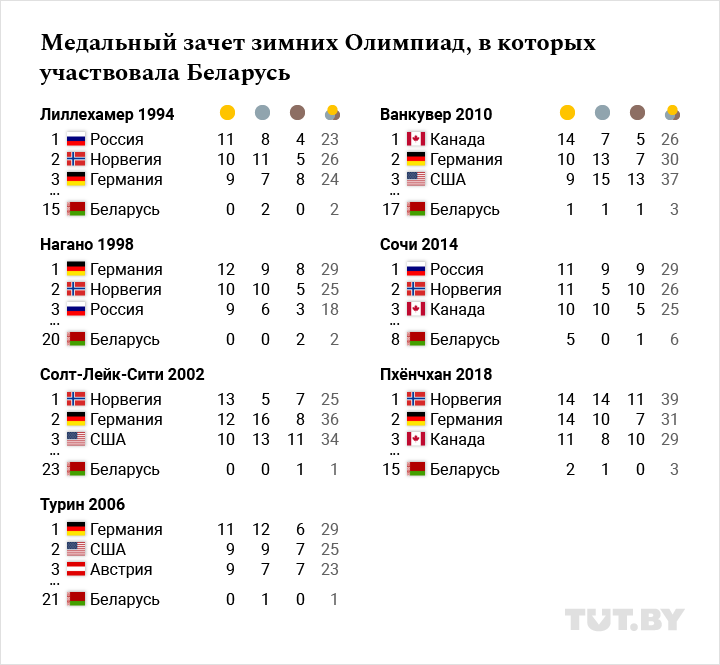 Медальный зачет зимних Олимпиад, в которых
участвовала Беларусь
Лиллехамер 1994
1 Россия 11 8 4 23
2 Норвегия 10 11 5 26
3 Германия 9 7 8 24
...
15 Беларусь 0 2 0 2
Нагано 1998
1 Германия 12 9 8 29
2 Норвегия 10 10 5 25
3 Россия 9 6 3 18
...
20 Беларусь 0 0 2 2
Солт-Лейк-Сити 2002
1 Норвегия 13 5 7 25
2 Германия 12 16 8 36
3 США 10 13 11 34
...
23 Беларусь 0 0 1 1
Турин 2006
1 Германия 11 12 6 29
2 США 9 9 7 25
3 Австрия 9 7 7 23
...
21 Беларусь 0 1 0 1
Ванкувер 2010
1 Канада 14 7 5 26
2 Германия 10 13 7 30
3 США 9 15 13 37
...
17 Беларусь 1 1 1 3
Сочи 2014
1 Россия 11 9 9 29
2 Норвегия 11 5 10 26
3 Канада 10 10 5 25
...
8 Беларусь 5 0 1 6
Пхёнчхан 2018
1 Норвегия 14 14 11 39
2 Германия 14 10 7 31
3 Канада 11 8 10 29
...
15 Беларусь 2 1 0 3
TUT.BY